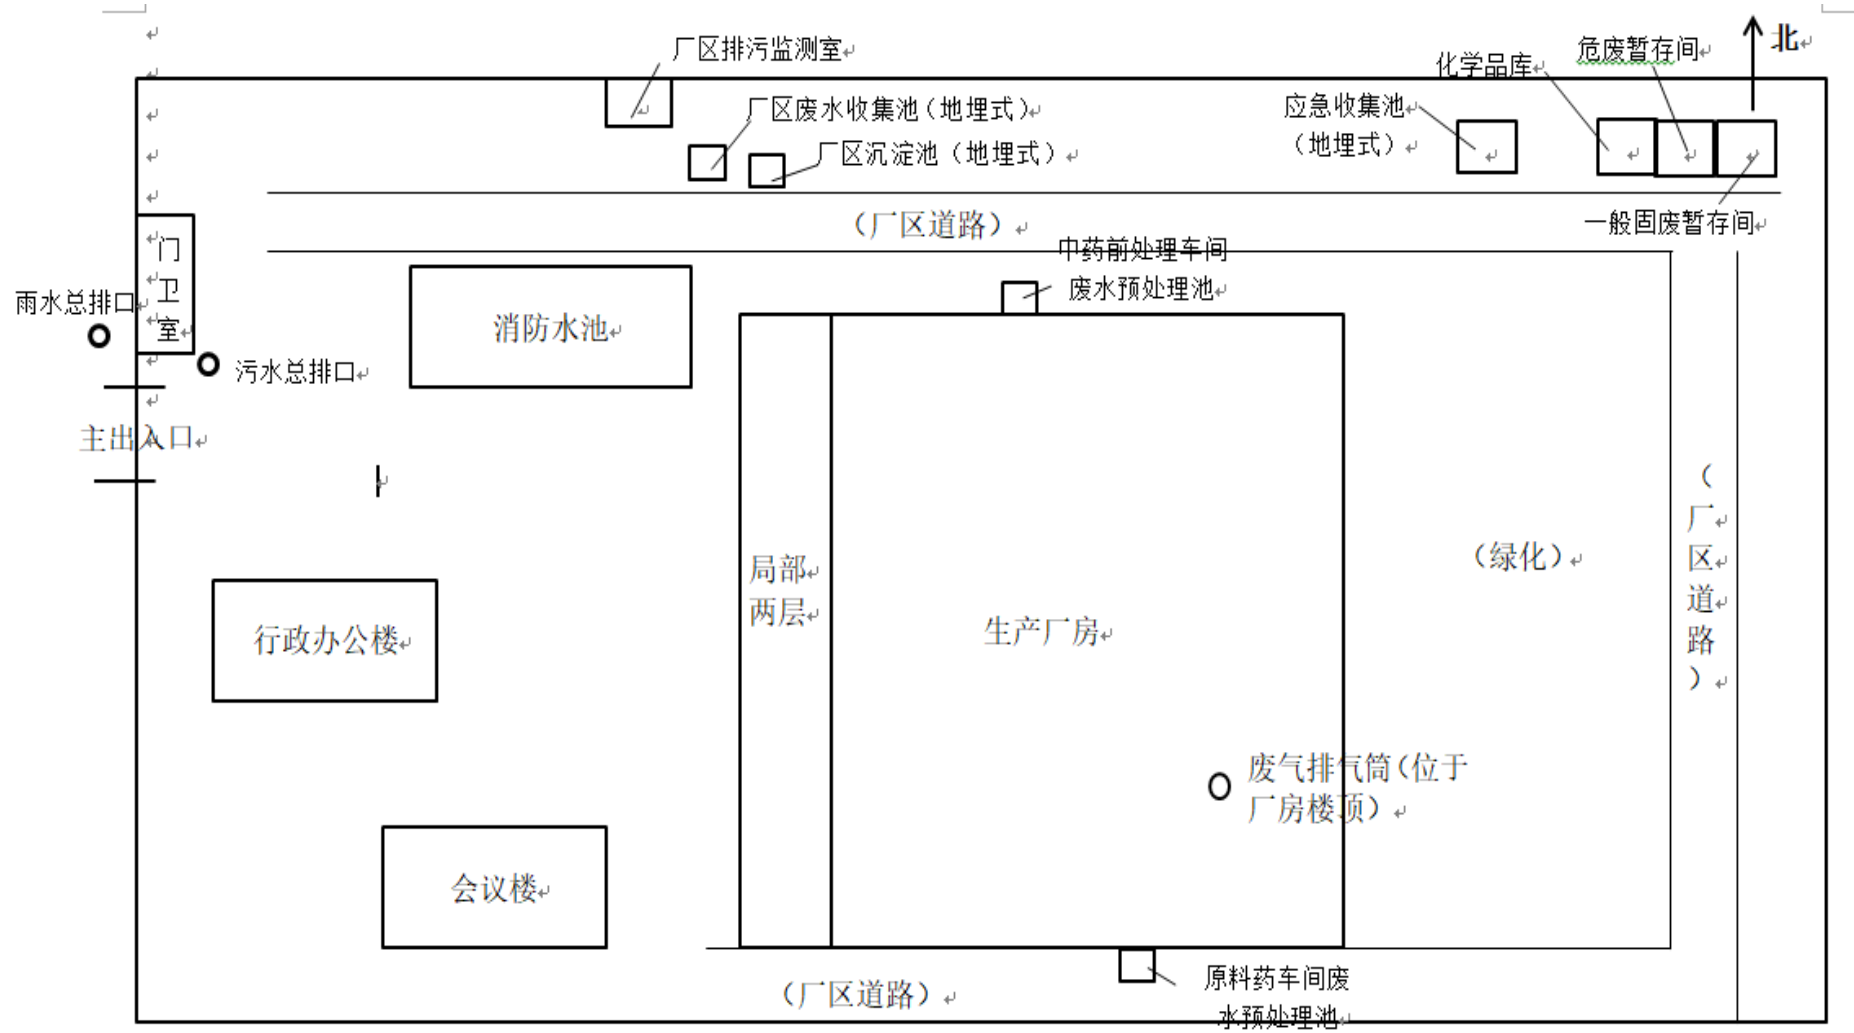 北
厂区排污监测室
危废暂存间
化学品库
厂区废水收集池（地埋式）
应急收集池
（地埋式）
厂区沉淀池（地埋式）
（厂区道路）
一般固废暂存间
门
卫
室
中药前处理车间
废水预处理池
雨水总排口
消防水池
污水总排口
主出入口
局部
两层
生产厂房
（绿化）
（
厂
区
道
路
）
行政办公楼
废气排气筒（位于
厂房楼顶）
会议楼
（厂区道路）
原料药车间废
水预处理池